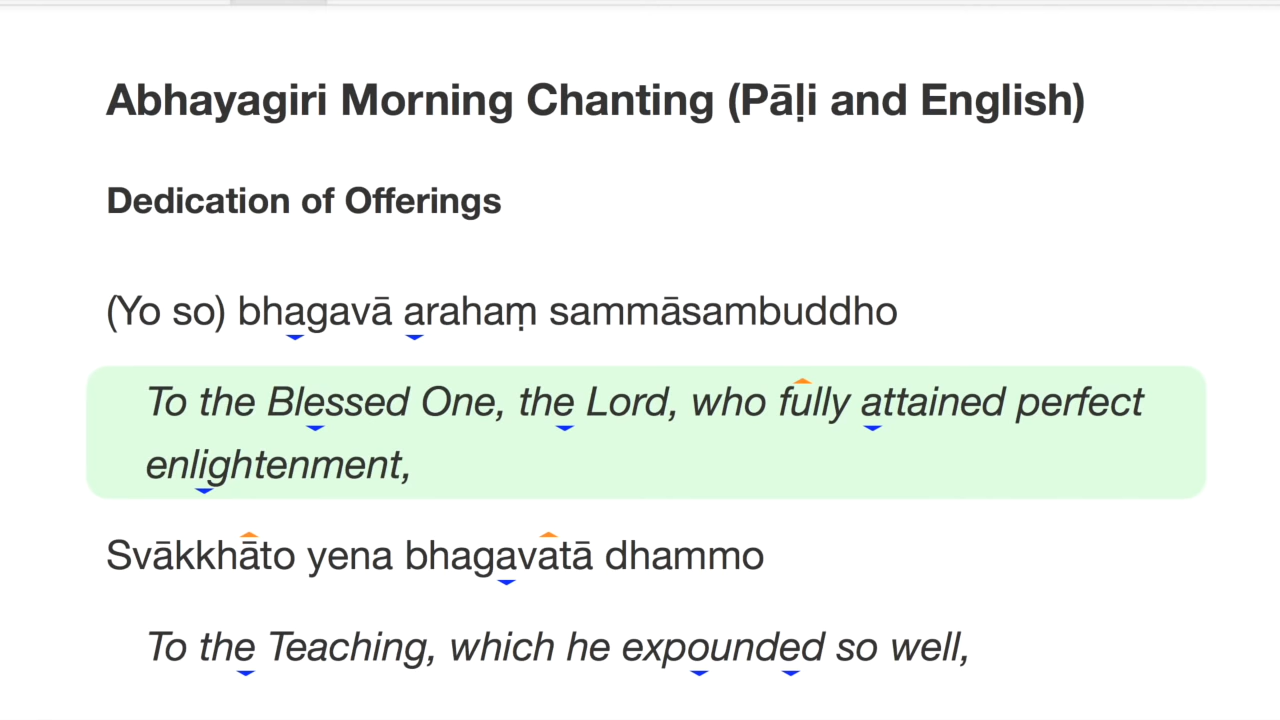 Abhayagiri Morning Chanting (Pāḷi and English)
Dedication of Offerings
(Yo so) bhagavā arahaṃ sammāsambuddho
To the Blessed One, the Lord, who fully attained perfect
enlightenment,
Svākkhāto yena bhagavatā dhammo
To the Teaching, which he expounded so well,